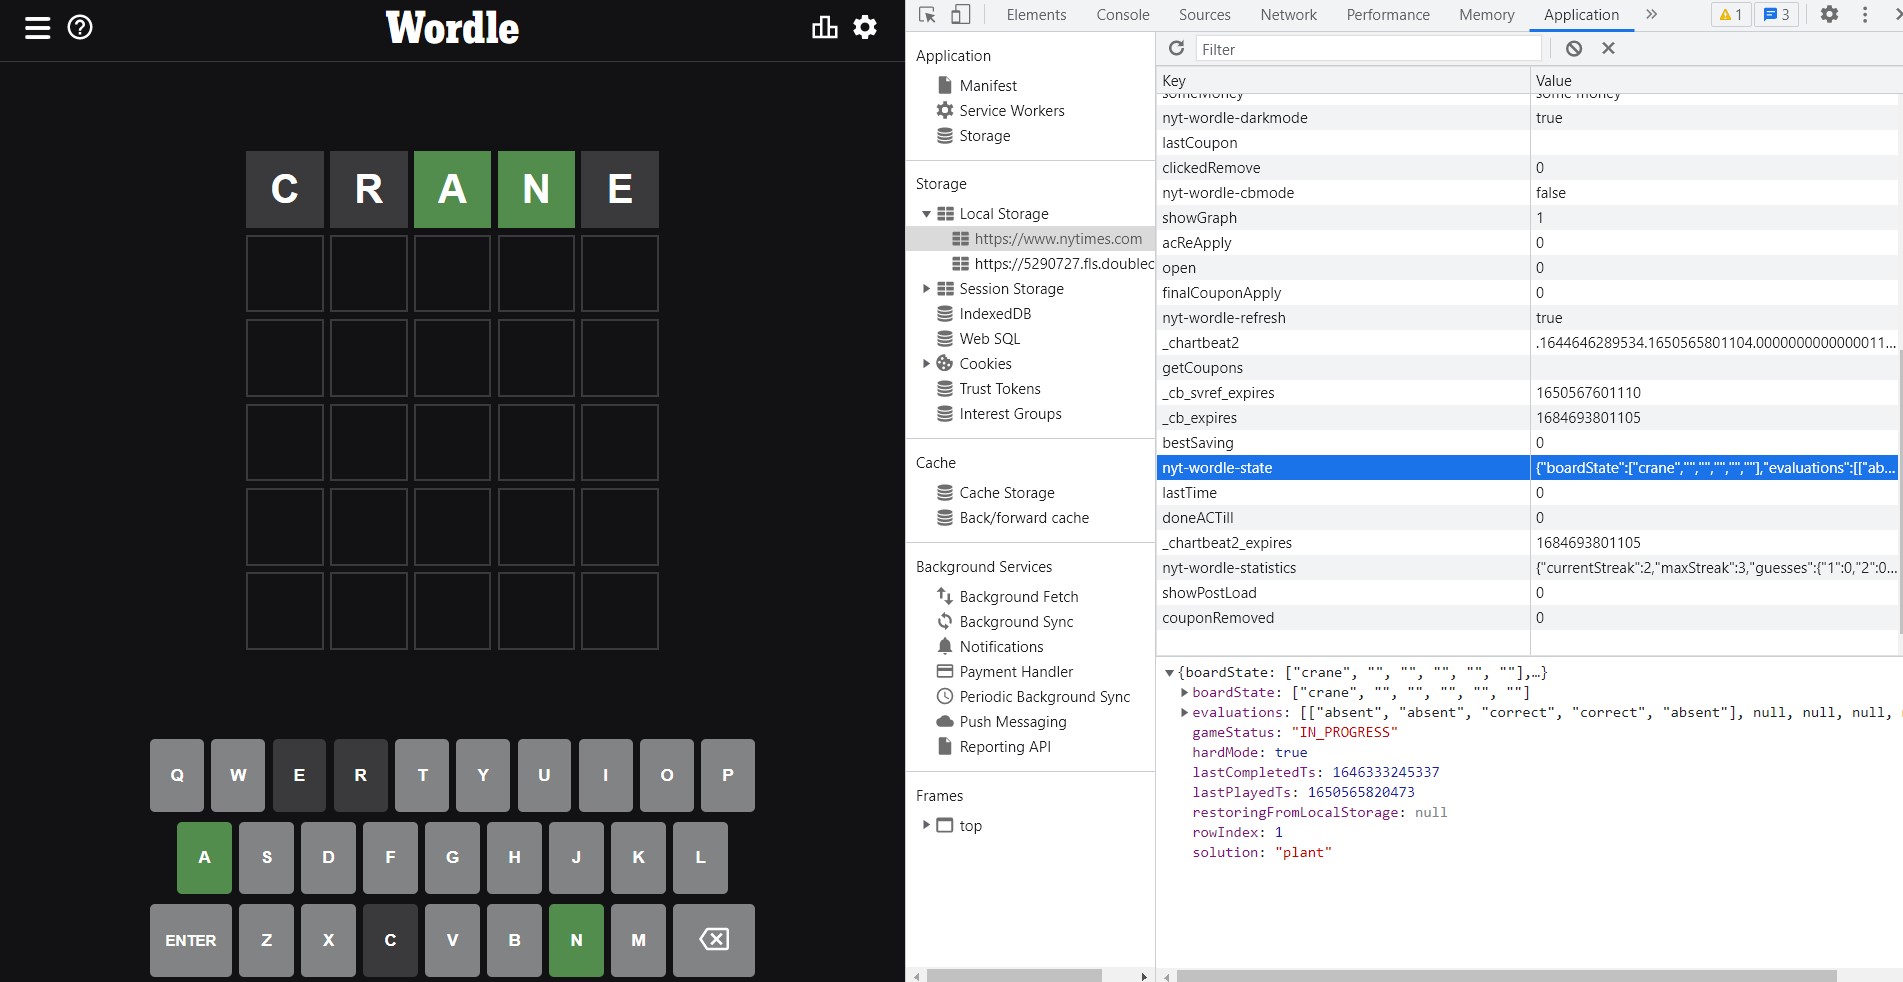 Wordle
C R A N E
Q W E R T Y U I O P
A S D F G H J K L
ENTER Z X C V B N M
Elements Console Sources Network Performance Memory Application » 1 3
Application
Manifest
Service Workers
Storage
Storage
Local Storage
https://www.nytimes.com
https://5290727.fls.doublec
Session Storage
IndexedDB
Web SQL
Cookies
Trust Tokens
Interest Groups
Cache
Cache Storage
Back/forward cache
Background Services
Background Fetch
Background Sync
Notifications
Payment Handler
Periodic Background Sync
Push Messaging
Reporting API
Frames
top
Filter
Key Value
someMoney some money
nyt-wordle-darkmode true
lastCoupon
clickedRemove 0
nyt-wordle-cbmode false
showGraph 1
acReApply 0
open 0
finalCouponApply 0
nyt-wordle-refresh true
_chartbeat2 .1644646289534.1650565801104.0000000000000011...
getCoupons
_cb_svref_expires 1650567601110
_cb_expires 1684693801105
bestSaving 0
nyt-wordle-state {"boardState":["crane","","","","",""],"evaluations":[["ab...
lastTime 0
doneACTill 0
_chartbeat2_expires 1684693801105
nyt-wordle-statistics {"currentStreak":2,"maxStreak":3,"guesses":{"1":0,"2":0...
showPostLoad 0
couponRemoved 0
{boardState: ["crane", "", "", "", "", ""],…}
boardState: ["crane", "", "", "", "", ""]
evaluations: [["absent", "absent", "correct", "correct", "absent"], null, null, null,
gameStatus: "IN_PROGRESS"
hardMode: true
lastCompletedTs: 1646333245337
lastPlayedTs: 1650565820473
restoringFromLocalStorage: null
rowIndex: 1
solution: "plant"